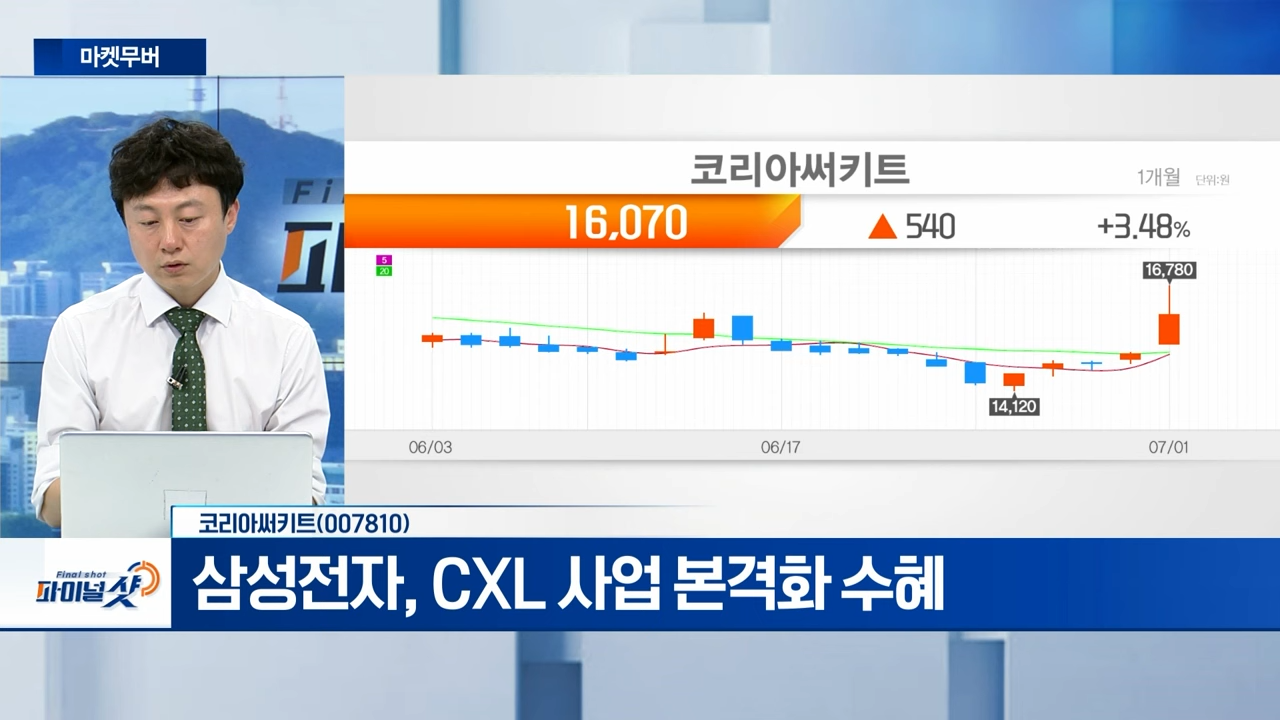 마켓무버
Fi
파
코리아써키트
1개월 단위:원
16,070 ▲ 540 +3.48%
5
20
16,780
14,120
06/03 06/17 07/01
코리아써키트(007810)
Final shot
파이널샷
삼성전자, CXL 사업 본격화 수혜